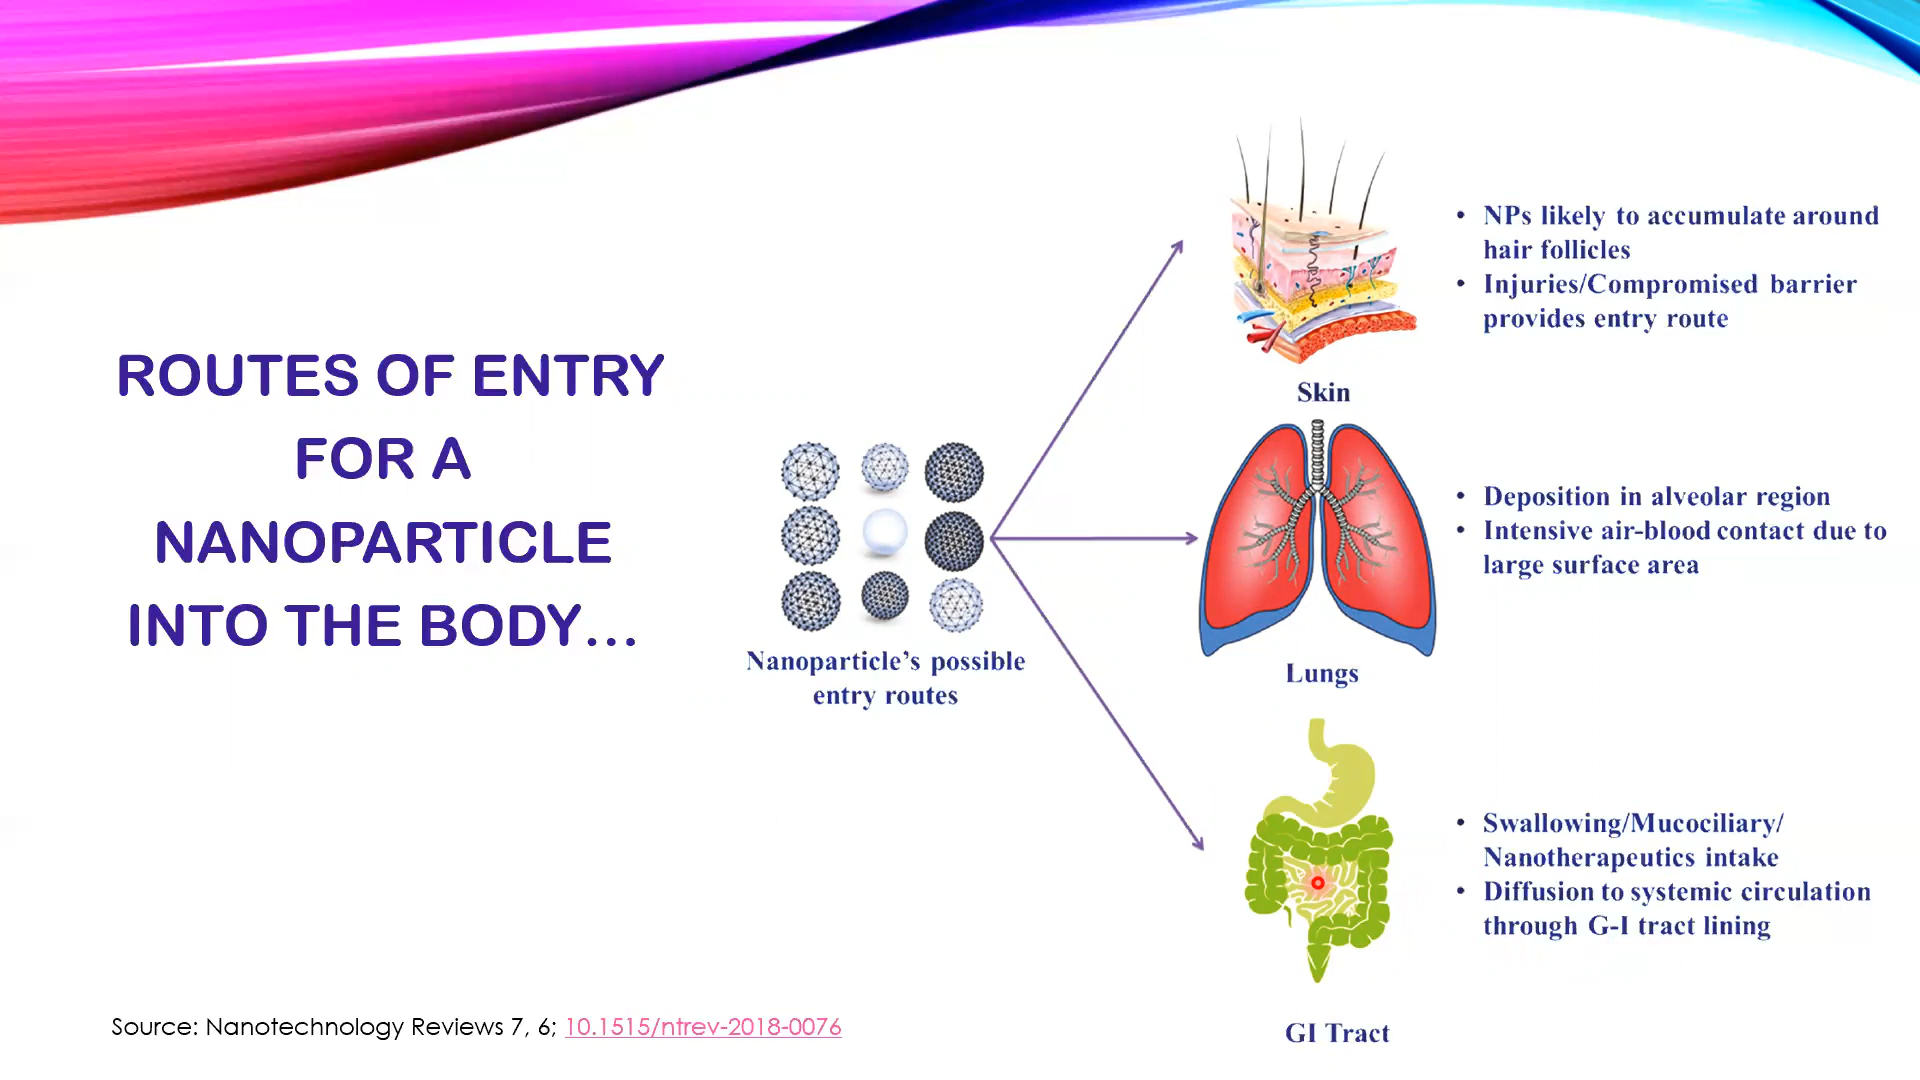 ROUTES OF ENTRY
FOR A
NANOPARTICLE
INTO THE BODY...
Nanoparticle's possible
entry routes
• NPs likely to accumulate around
hair follicles
• Injuries/Compromised barrier
provides entry route
Skin
• Deposition in alveolar region
• Intensive air-blood contact due to
large surface area
Lungs
• Swallowing/Mucociliary/
Nanotherapeutics intake
• Diffusion to systemic circulation
through G-I tract lining
GI Tract
Source: Nanotechnology Reviews 7, 6; 10.1515/ntrev-2018-0076